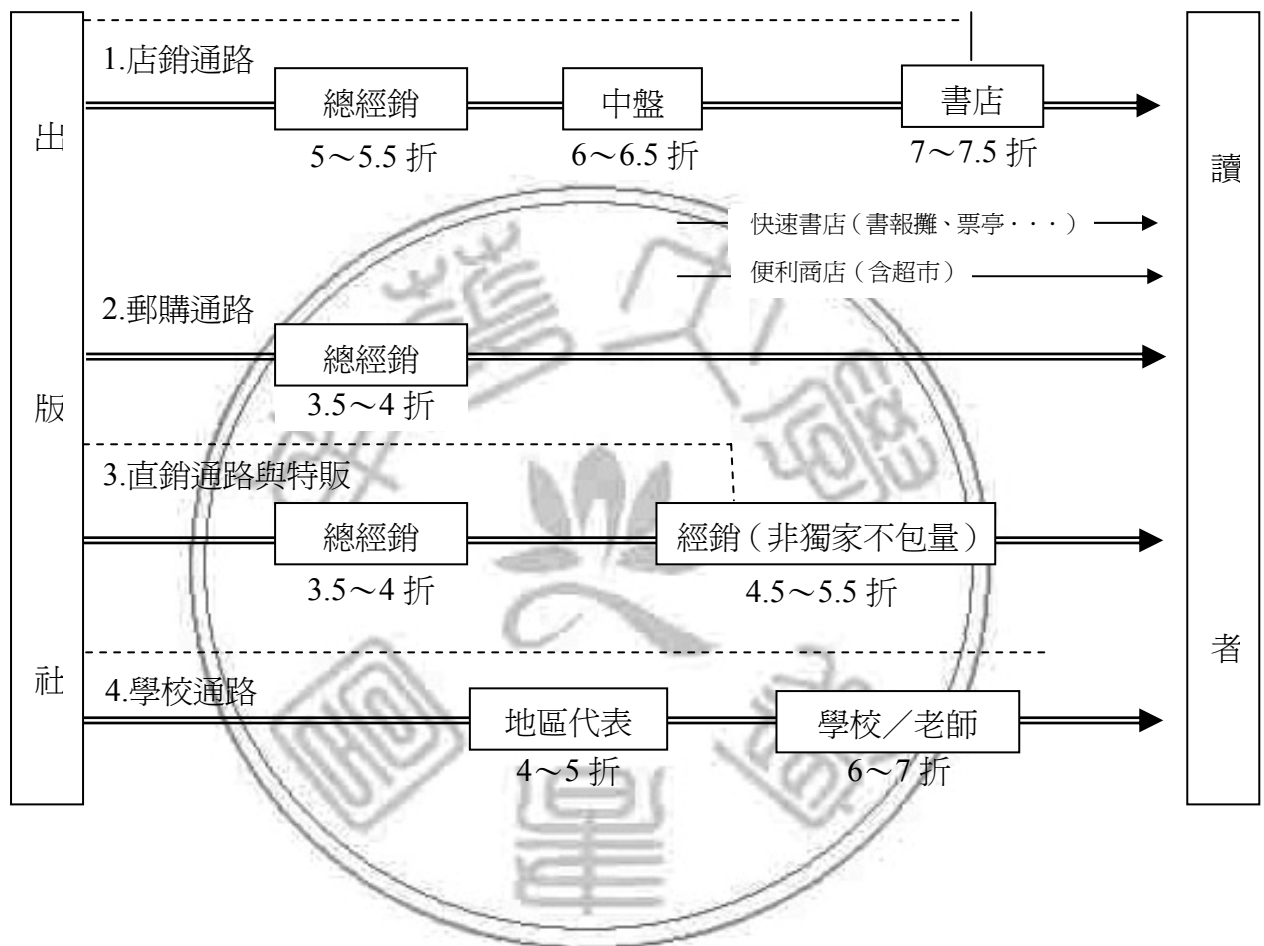 出版社
1.店銷通路
總經銷
中盤
書店
5～5.5 折
6～6.5 折
7～7.5 折
快速書店（書報攤、票亭···）
便利商店（含超市）
2.郵購通路
總經銷
3.5～4 折
3.直銷通路與特販
總經銷
經銷（非獨家不包量）
3.5～4 折
4.5～5.5 折
4.學校通路
地區代表
學校／老師
4～5 折
6～7 折
讀者